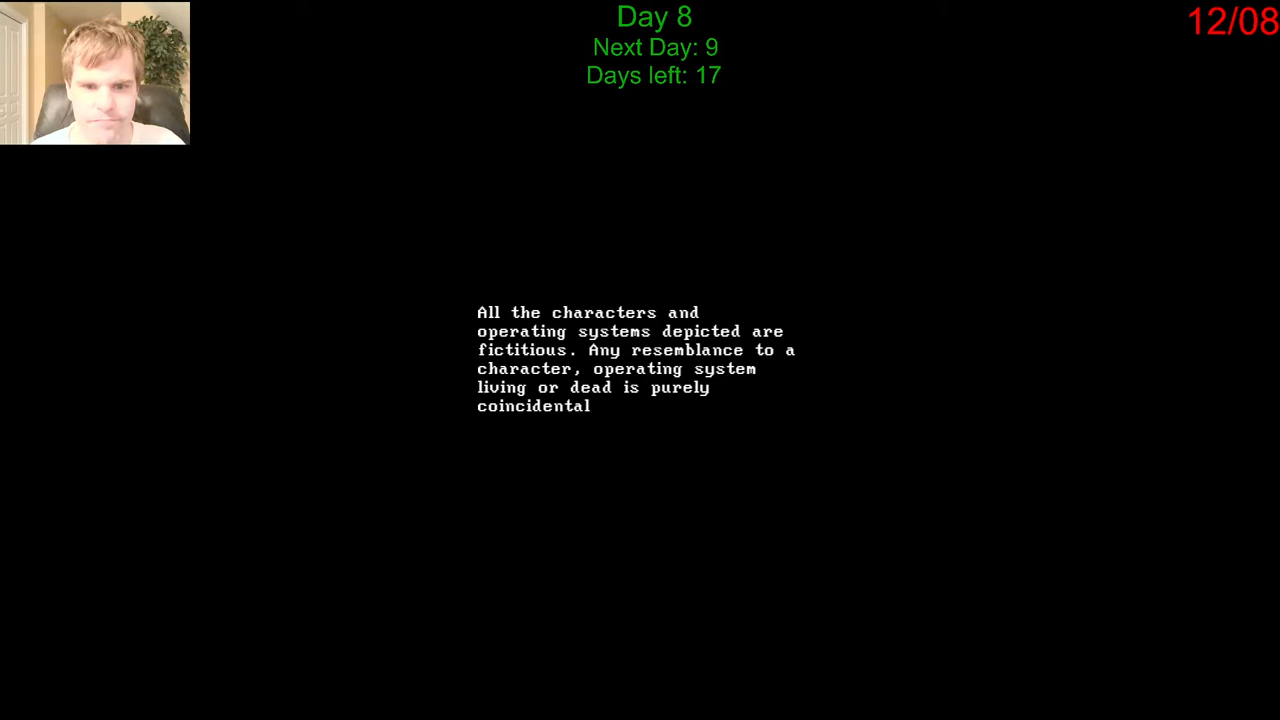 Day 8
Next Day: 9
Days left: 17
12/08
All the characters and
operating systems depicted are
fictitious. Any resemblance to a
character, operating system
living or dead is purely
coincidental